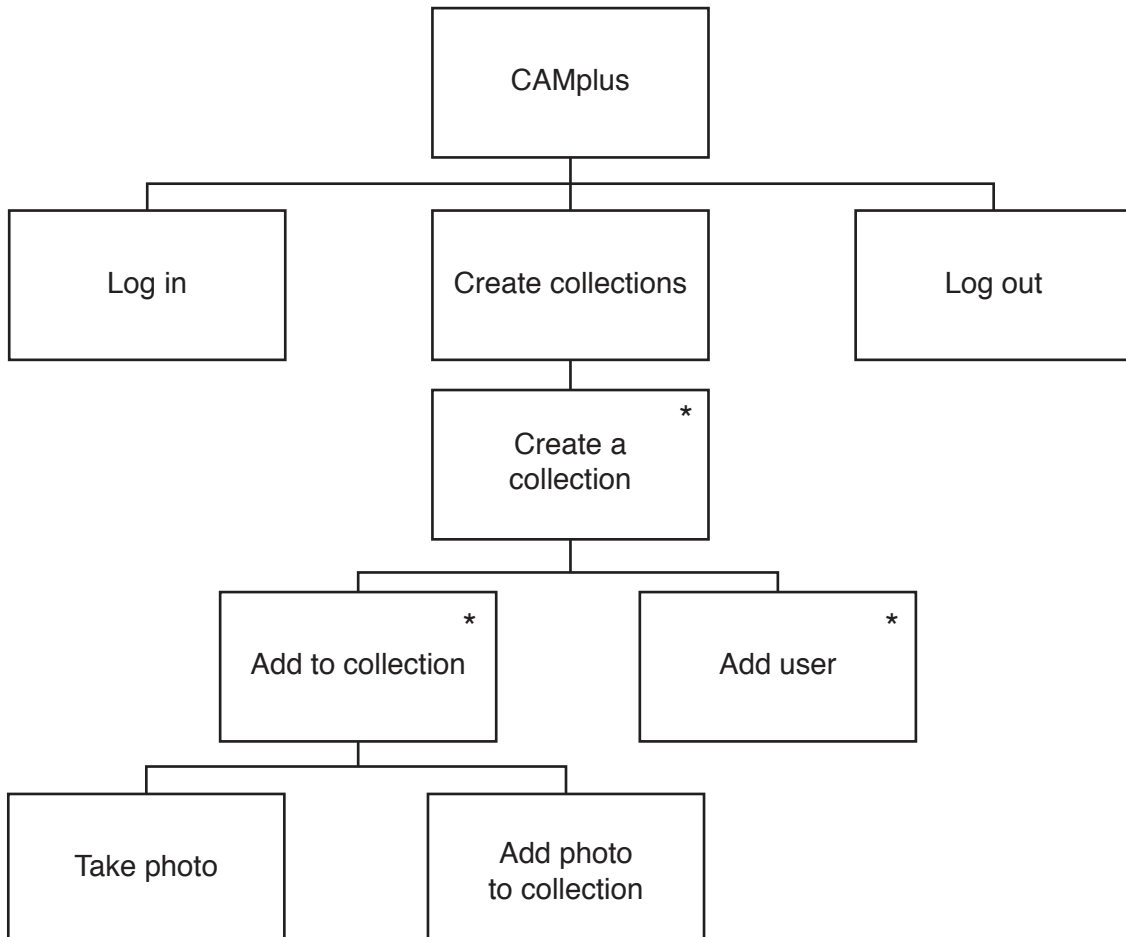 CAMplus
Log in
Create collections
Log out
*
Create a
collection
*
Add to collection
*
Add user
Take photo
Add photo
to collection